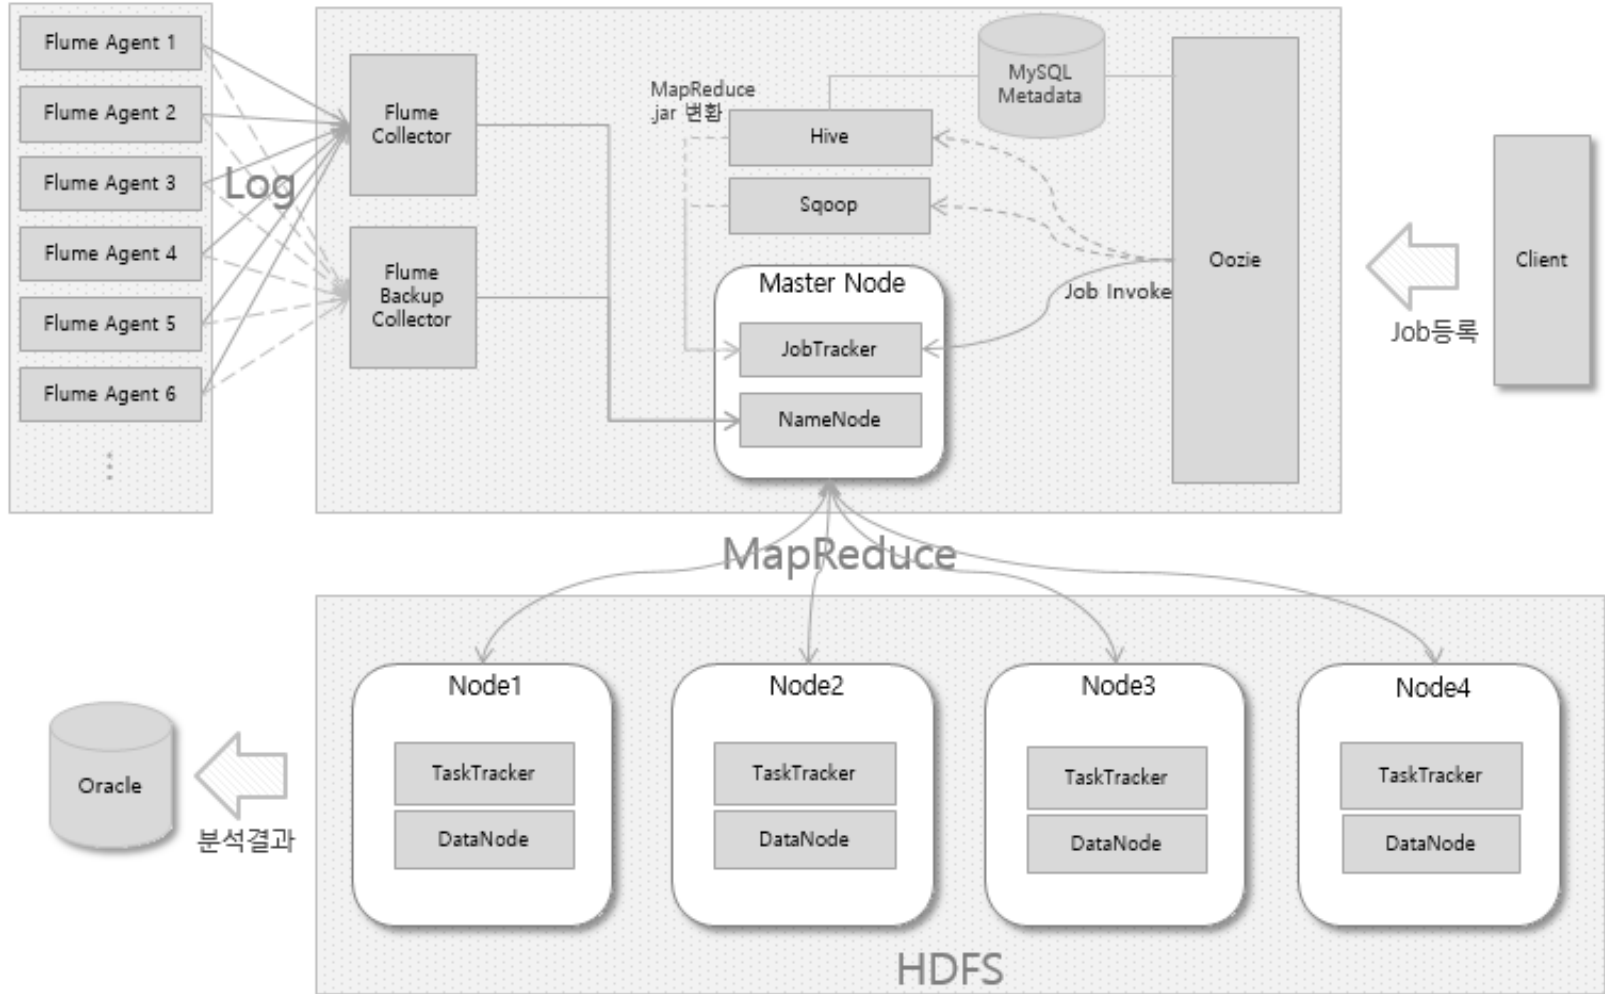 Flume Agent 1
Flume Agent 2
Flume Agent 3
Flume Agent 4
Flume Agent 5
Flume Agent 6
⋮
Log
Flume
Collector
Flume
Backup
Collector
MapReduce
.jar 변환
Hive
Sqoop
MySQL
Metadata
Master Node
JobTracker
NameNode
Job Invoke
Oozie
Client
Job등록
MapReduce
Node1
TaskTracker
DataNode
Node2
TaskTracker
DataNode
Node3
TaskTracker
DataNode
Node4
TaskTracker
DataNode
HDFS
Oracle
분석결과